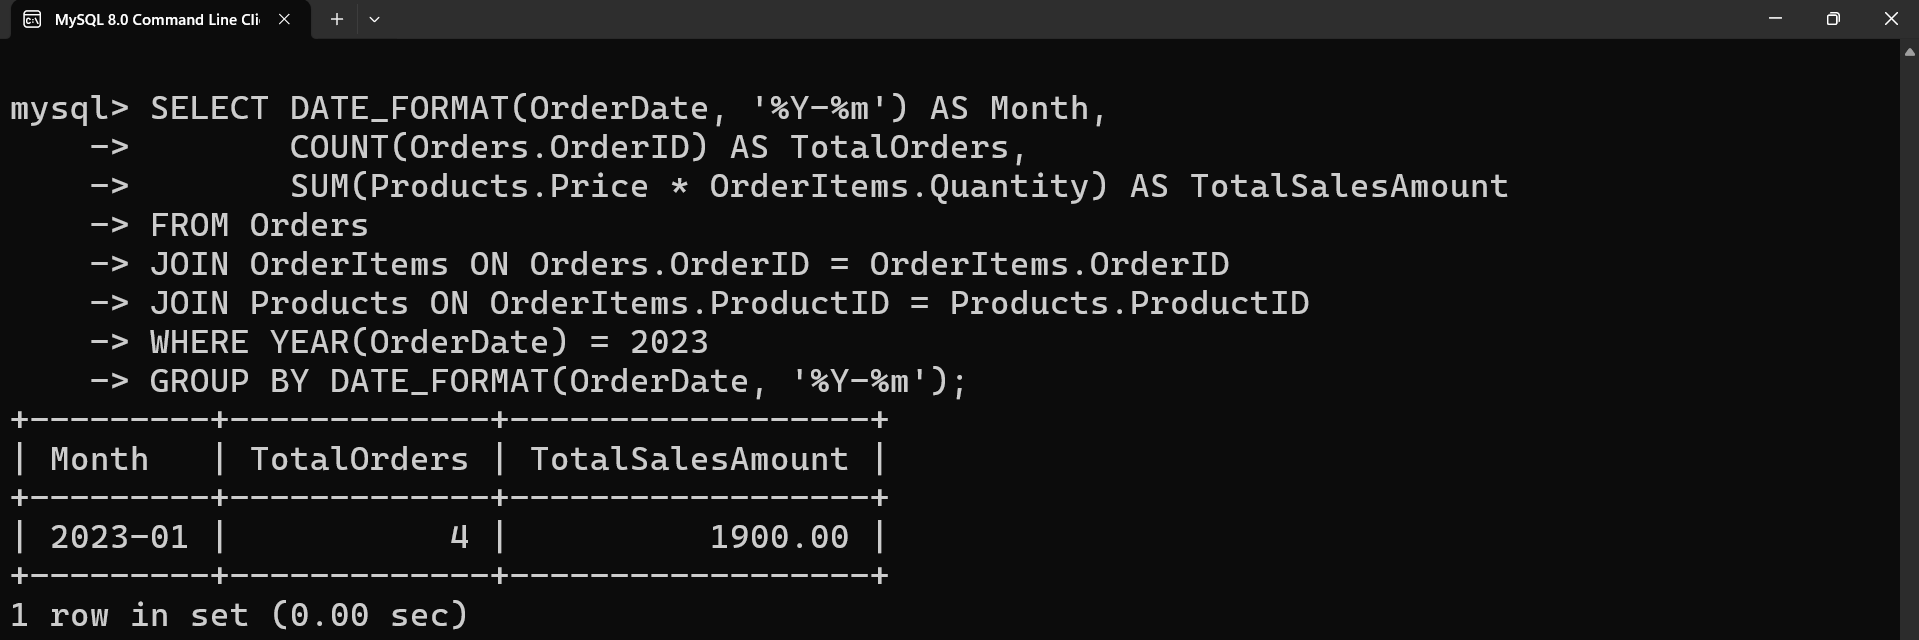 MySQL 8.0 Command Line Cli
mysql> SELECT DATE_FORMAT(OrderDate, '%Y-%m') AS Month,
    ->        COUNT(Orders.OrderID) AS TotalOrders,
    ->        SUM(Products.Price * OrderItems.Quantity) AS TotalSalesAmount
    -> FROM Orders
    -> JOIN OrderItems ON Orders.OrderID = OrderItems.OrderID
    -> JOIN Products ON OrderItems.ProductID = Products.ProductID
    -> WHERE YEAR(OrderDate) = 2023
    -> GROUP BY DATE_FORMAT(OrderDate, '%Y-%m');
+---------+-------------+------------------+
| Month   | TotalOrders | TotalSalesAmount |
+---------+-------------+------------------+
| 2023-01 |           4 |          1900.00 |
+---------+-------------+------------------+
1 row in set (0.00 sec)